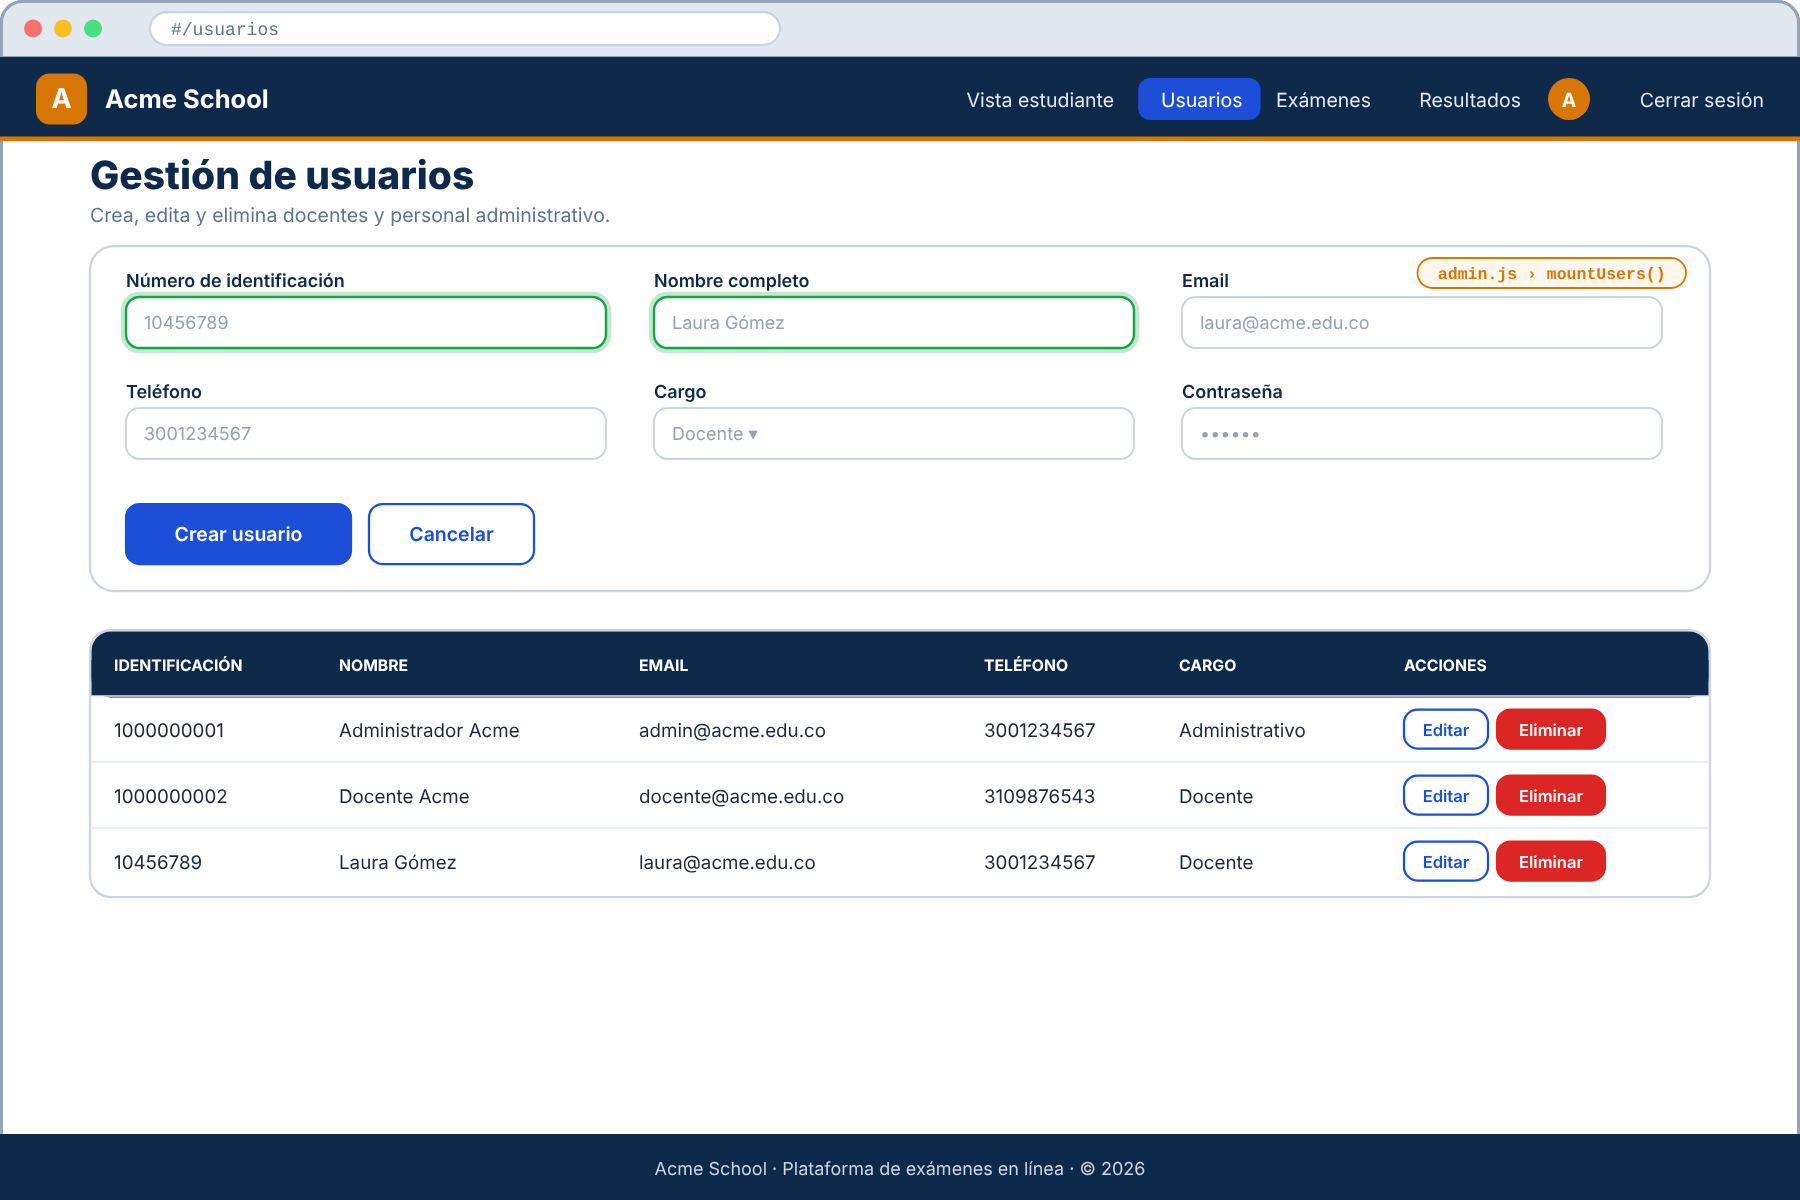 #/usuarios
A Acme School Vista estudiante Usuarios Exámenes Resultados A Cerrar sesión
Gestión de usuarios
Crea, edita y elimina docentes y personal administrativo.
admin.js › mountUsers()
Número de identificación Nombre completo Email
10456789 Laura Gómez laura@acme.edu.co
Teléfono Cargo Contraseña
3001234567 Docente ▾ ••••••
Crear usuario Cancelar
IDENTIFICACIÓN NOMBRE EMAIL TELÉFONO CARGO ACCIONES
1000000001 Administrador Acme admin@acme.edu.co 3001234567 Administrativo Editar Eliminar
1000000002 Docente Acme docente@acme.edu.co 3109876543 Docente Editar Eliminar
10456789 Laura Gómez laura@acme.edu.co 3001234567 Docente Editar Eliminar
Acme School · Plataforma de exámenes en línea · © 2026